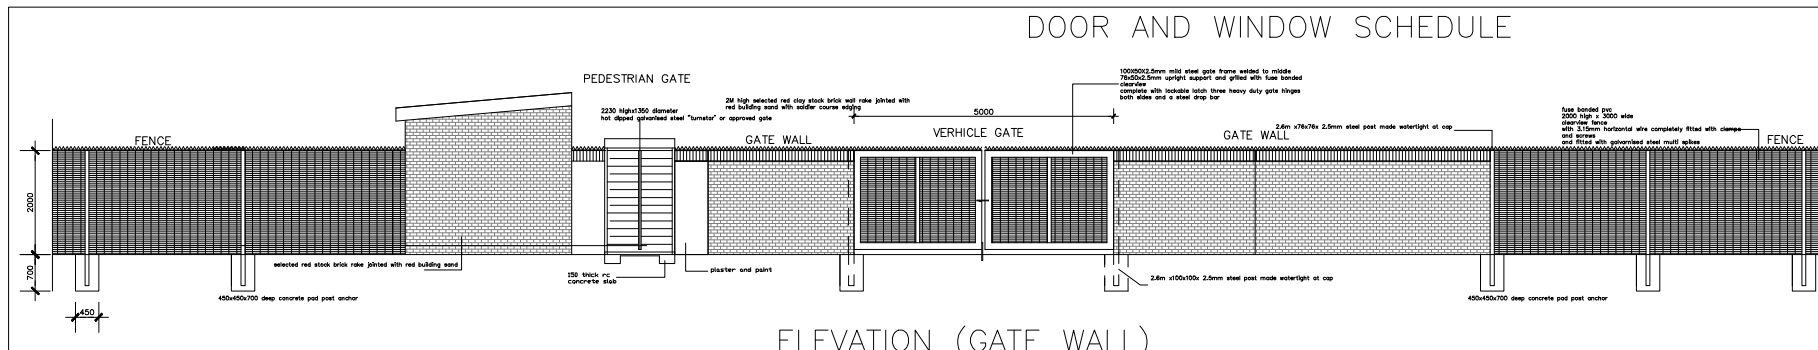 DOOR AND WINDOW SCHEDULE
PEDESTRIAN GATE
2230 highx1350 diameter
hot dipped galvanised steel "turnstar" or approved gate
2M high selected red clay stock brick wall rake jointed with
red building sand with soldier course edging
100X50X2.5mm mild steel gate frame welded to middle
76x50x2.5mm upright support and grilled with fuse bonded
clearview
complete with lockable latch three heavy duty gate hinges
both sides and a steel drop bar
5000
fuse bonded pvc
2000 high x 3000 wide
clearview fence
with 3.15mm horizontal wire completely fitted with clamps
and screws
and fitted with galvornised steel multi spikes
FENCE
GATE WALL
VERHICLE GATE
GATE WALL
2.6m x76x76x 2.5mm steel post made watertight at cap
FENCE
2000
700
450
selected red stock brick rake jointed with red building sand
150 thick rc
concrete slab
plaster and paint
2.6m x100x100x 2.5mm steel post made watertight at cap
450x450x700 deep concrete pad post anchor
450x450x700 deep concrete pad post anchor
ELEVATION (GATE WALL)